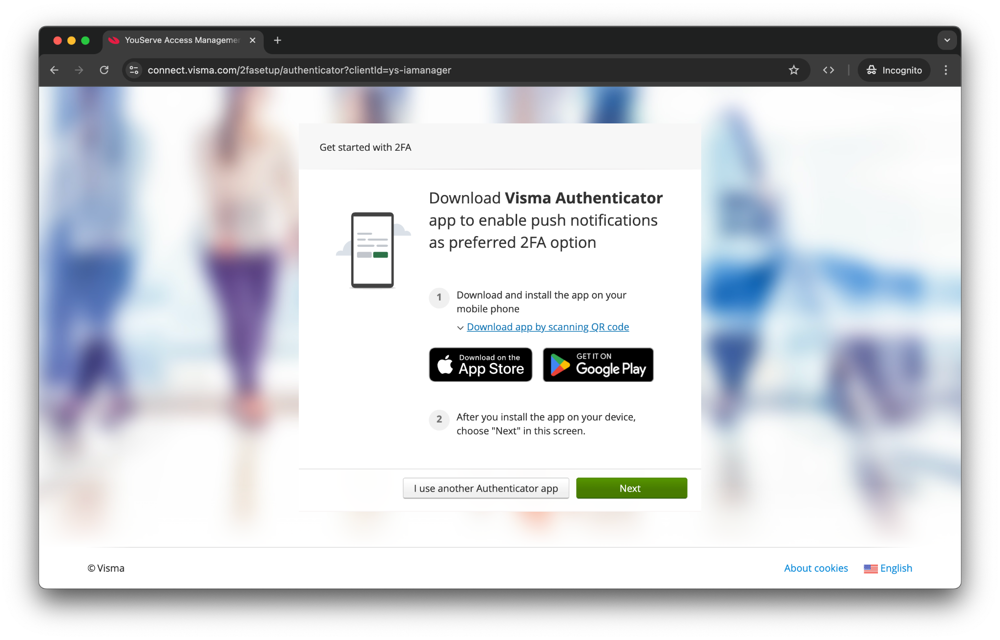 YouServe Access Managemen
connect.visma.com/2fasetup/authenticator?clientId=ys-iamanager
Incognito
Get started with 2FA
Download Visma Authenticator
app to enable push notifications
as preferred 2FA option
1
Download and install the app on your
mobile phone
Download app by scanning QR code
Download on the
App Store
GET IT ON
Google Play
2
After you install the app on your device,
choose "Next" in this screen.
I use another Authenticator app
Next
© Visma
About cookies
English